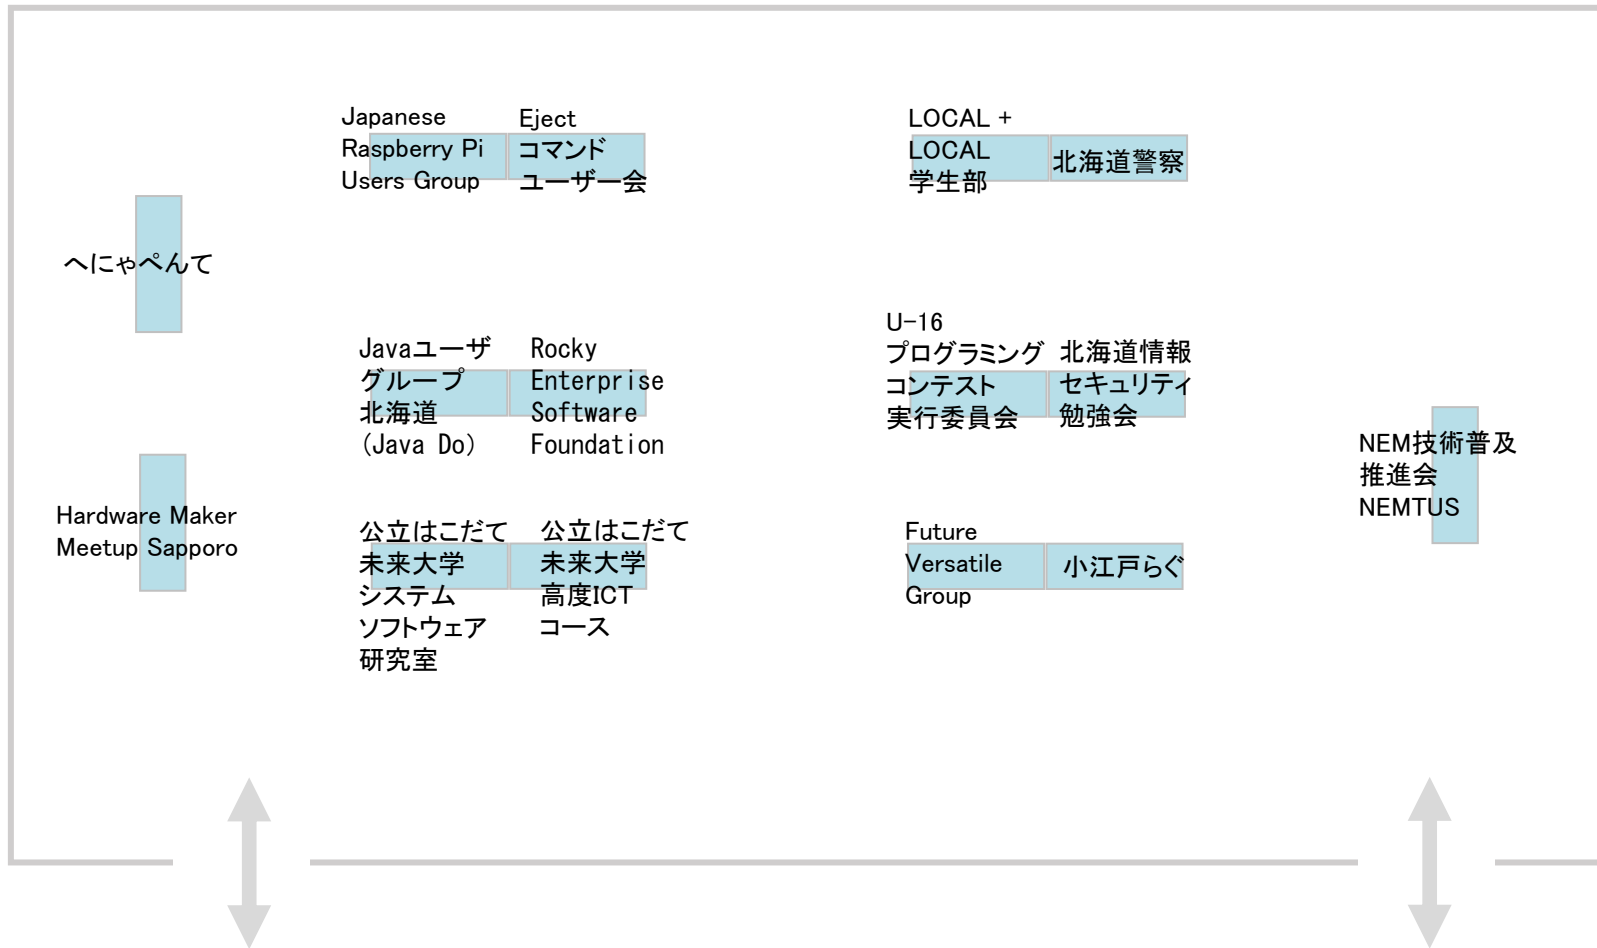 Japanese
Raspberry Pi
Users Group
Eject
コマンド
ユーザー会
LOCAL +
LOCAL
学生部
北海道警察
へにゃぺんて
Javaユーザ
グループ
北海道
(Java Do)
Rocky
Enterprise
Software
Foundation
U-16
プログラミング
コンテスト
実行委員会
北海道情報
セキュリティ
勉強会
NEM技術普及
推進会
NEMTUS
Hardware Maker
Meetup Sapporo
公立はこだて
未来大学
システム
ソフトウェア
研究室
公立はこだて
未来大学
高度ICT
コース
Future
Versatile
Group
小江戸らぐ